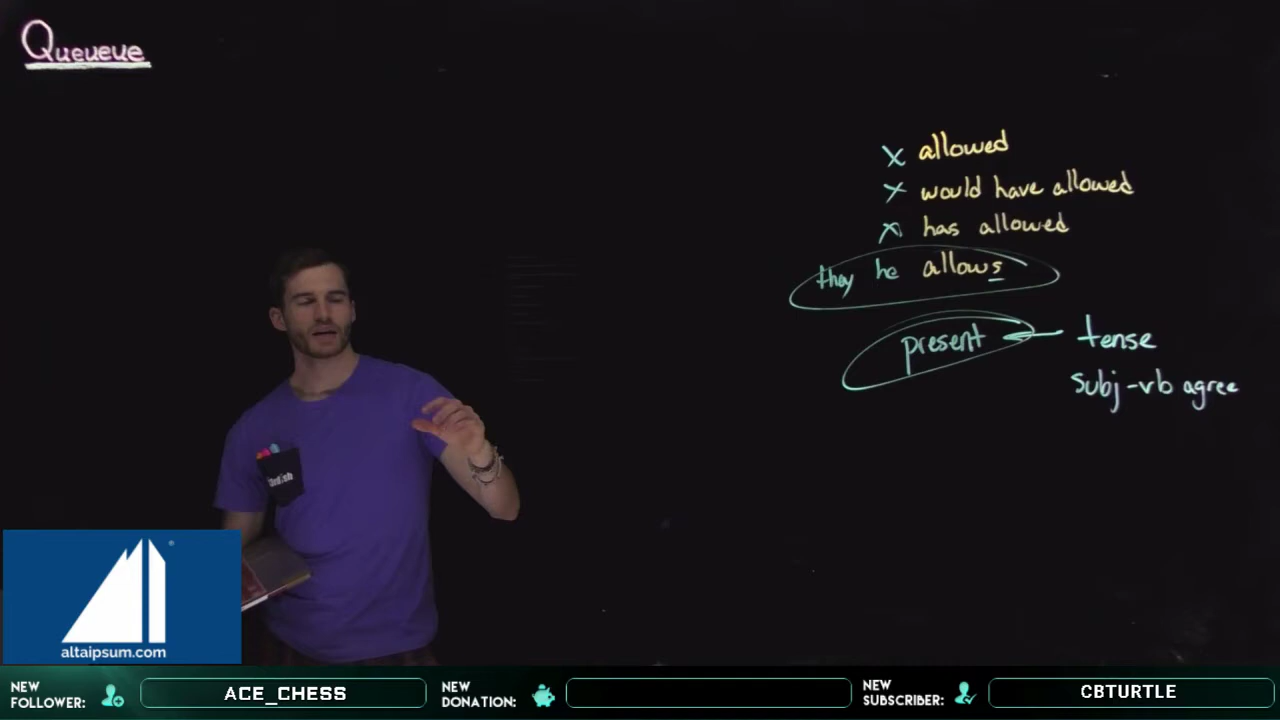 Queueue
x allowed
x would have allowed
x has allowed
they he allows
present
tense
subj-vb agree
altaipsum.com
NEW FOLLOWER: ACE_CHESS
NEW DONATION:
NEW SUBSCRIBER: CBTURTLE